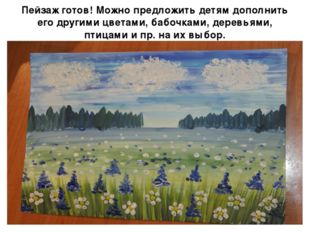 Пейзаж готов! Можно предложить детям дополнить
его другими цветами, бабочками, деревьями,
птицами и пр. на их выбор.